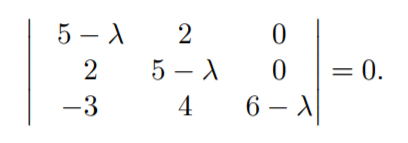 | 5 − λ 2 0 |
| 2 5 − λ 0 | = 0.
| −3 4 6 − λ |